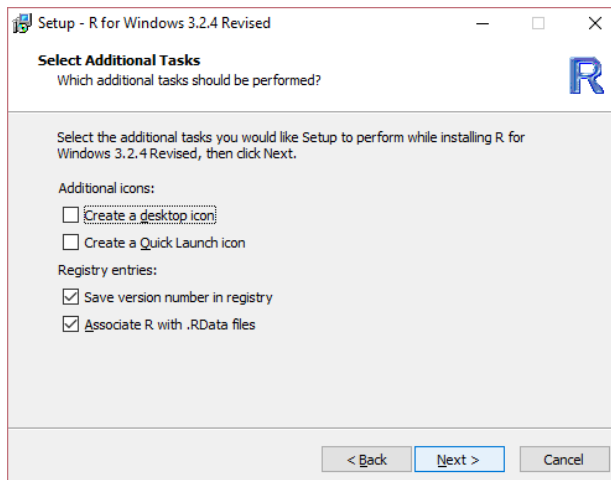 Setup - R for Windows 3.2.4 Revised
Select Additional Tasks
Which additional tasks should be performed?
R
Select the additional tasks you would like Setup to perform while installing R for
Windows 3.2.4 Revised, then click Next.
Additional icons:
Create a desktop icon
Create a Quick Launch icon
Registry entries:
Save version number in registry
Associate R with .RData files
< Back Next > Cancel